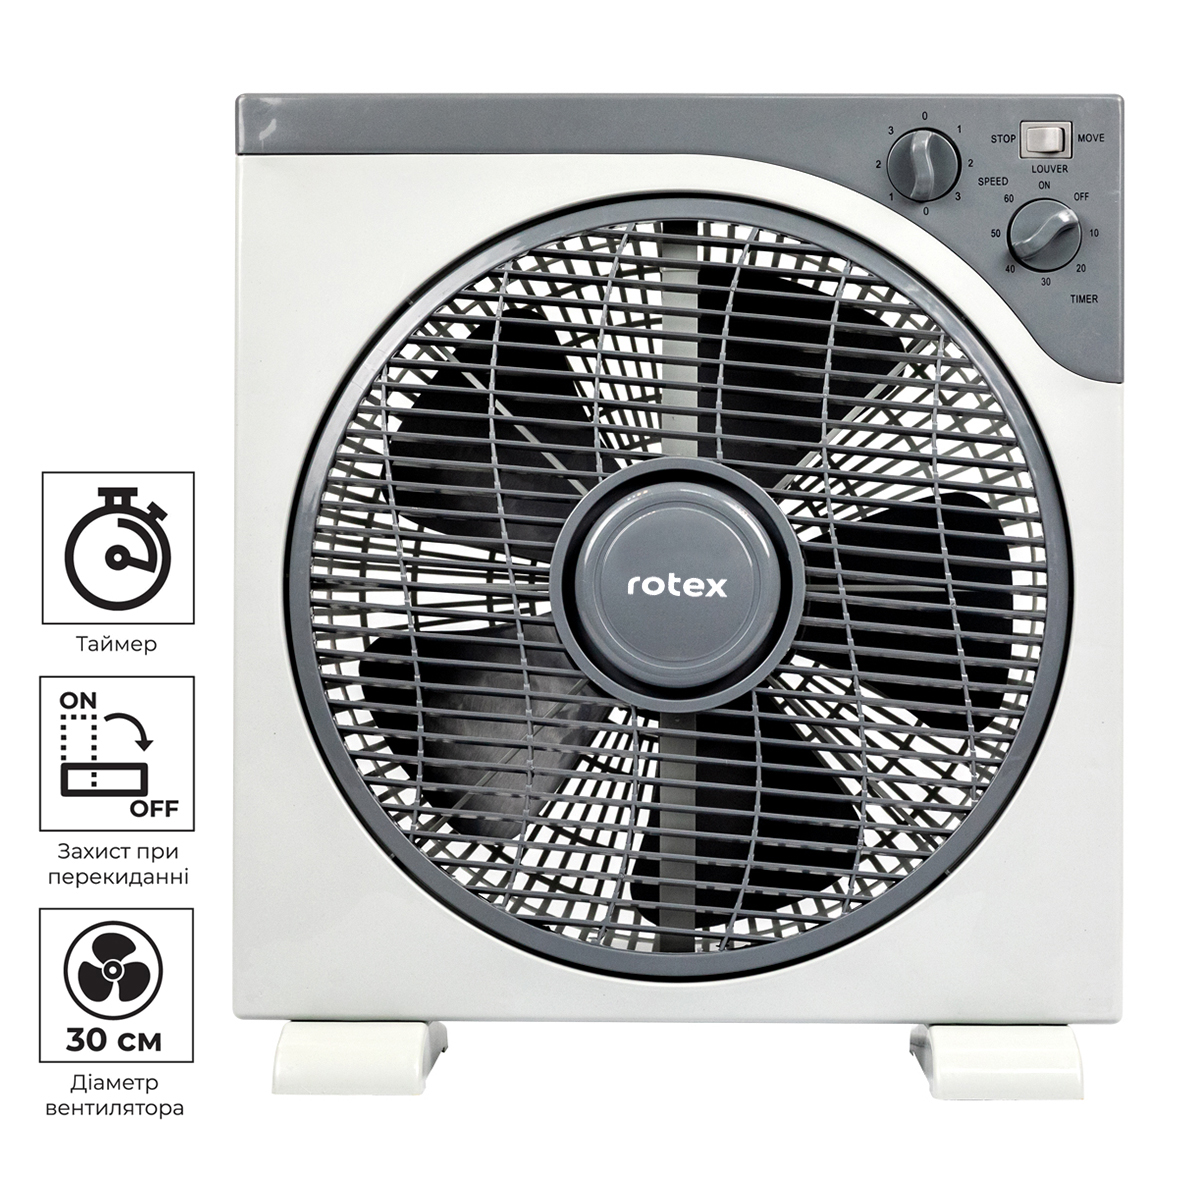 3 0 1
2 2
1 0 3
SPEED
STOP MOVE
LOUVER
ON
60 OFF
50 10
40 20
30
TIMER
rotex
Таймер
ON
OFF
Захист при
перекиданні
30 см
Діаметр
вентилятора